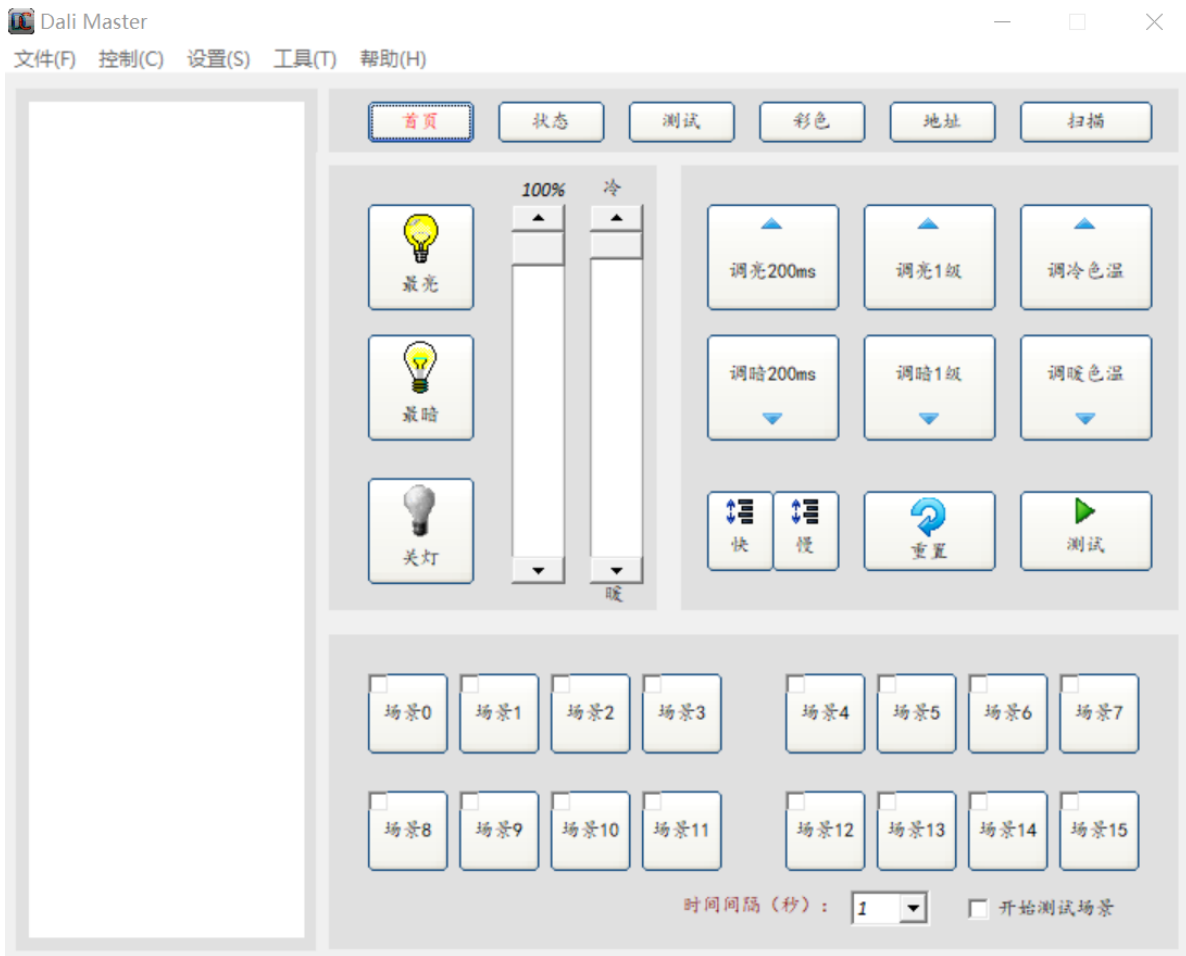 Dali Master
文件(F) 控制(C) 设置(S) 工具(T) 帮助(H)
首页 状态 测试 彩色 地址 扫描
100% 冷
最亮
最暗
关灯
暖
调亮200ms 调亮1级 调冷色温
调暗200ms 调暗1级 调暖色温
快 慢 重置 测试
场景0 场景1 场景2 场景3 场景4 场景5 场景6 场景7
场景8 场景9 场景10 场景11 场景12 场景13 场景14 场景15
时间间隔（秒）： 1 开始测试场景